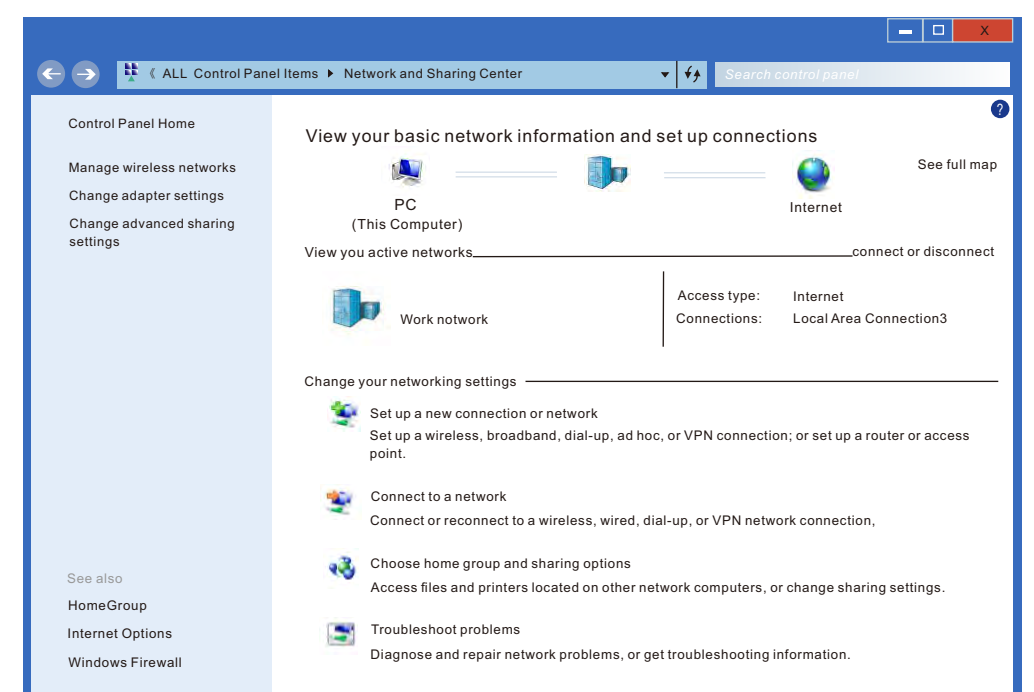 X
《 ALL Control Panel Items ▶ Network and Sharing Center
Search control panel
?
Control Panel Home
Manage wireless networks
Change adapter settings
Change advanced sharing
settings
See also
HomeGroup
Internet Options
Windows Firewall
View your basic network information and set up connections
See full map
PC
(This Computer)
Internet
View you active networks
connect or disconnect
Work notwork
Access type: Internet
Connections: Local Area Connection3
Change your networking settings
Set up a new connection or network
Set up a wireless, broadband, dial-up, ad hoc, or VPN connection; or set up a router or access
point.
Connect to a network
Connect or reconnect to a wireless, wired, dial-up, or VPN network connection,
Choose home group and sharing options
Access files and printers located on other network computers, or change sharing settings.
Troubleshoot problems
Diagnose and repair network problems, or get troubleshooting information.